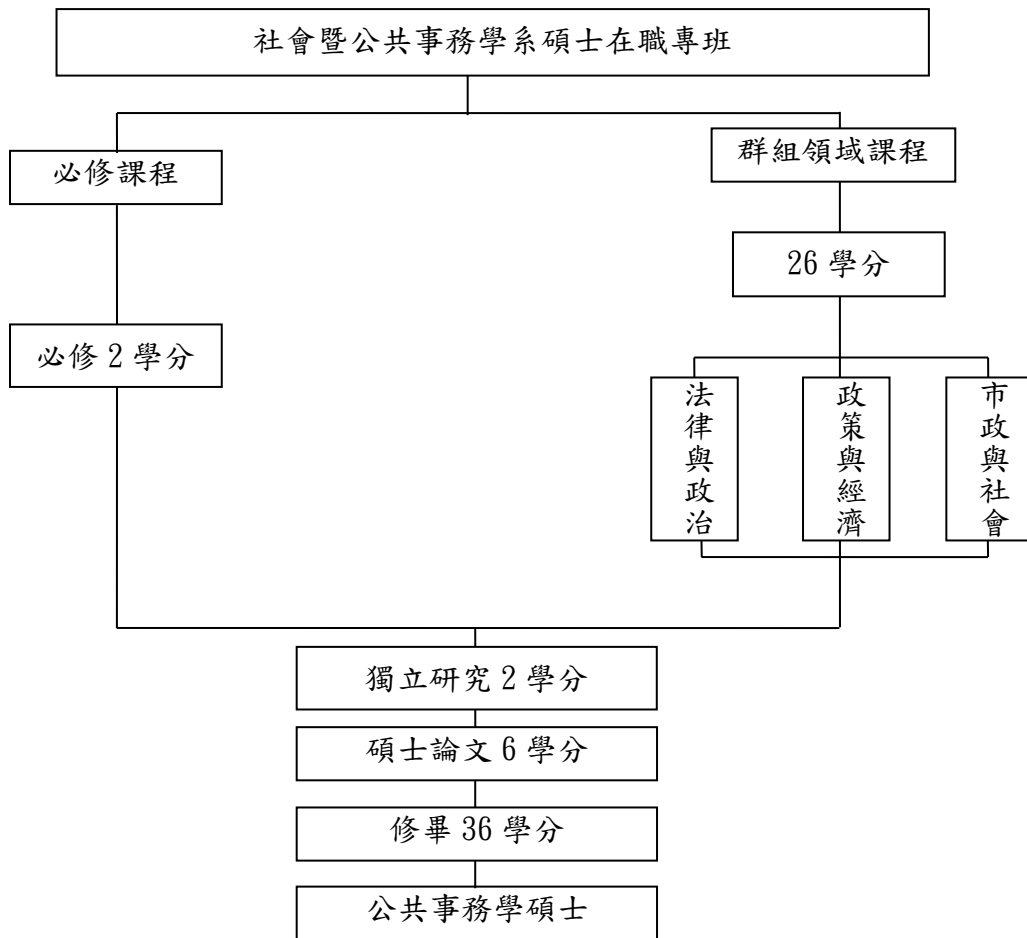 社會暨公共事務學系碩士在職專班
必修課程
群組領域課程
26 學分
必修 2 學分
法律與政治
政策與經濟
市政與社會
獨立研究 2 學分
碩士論文 6 學分
修畢 36 學分
公共事務學碩士